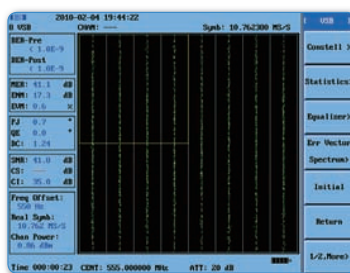 2010-02-04 19:44:22
8 VSB CHAN: --- Symb: 10.762300 MS/S
BER-Pre
< 1.0E-9
BER-Post
< 1.0E-9
MER: 41.1 dB
ENM: 17.3 dB
EVM: 0.6 %
PJ 0.7 °
QE 0.0 °
DC: 1.24
SNR: 41.0 dB
CS: --- dB
CI: 35.0 dB
Freq Offset:
550 Hz
Real Symb:
10.762 MS/S
Chan Power:
0.86 dBm
Time 000:00:23 CENT: 555.000000 MHz ATT: 20 dB
VSB
Constell
Statistics
Equalizer
Err Vector
Spectrum
Initial
Return
1/2,More